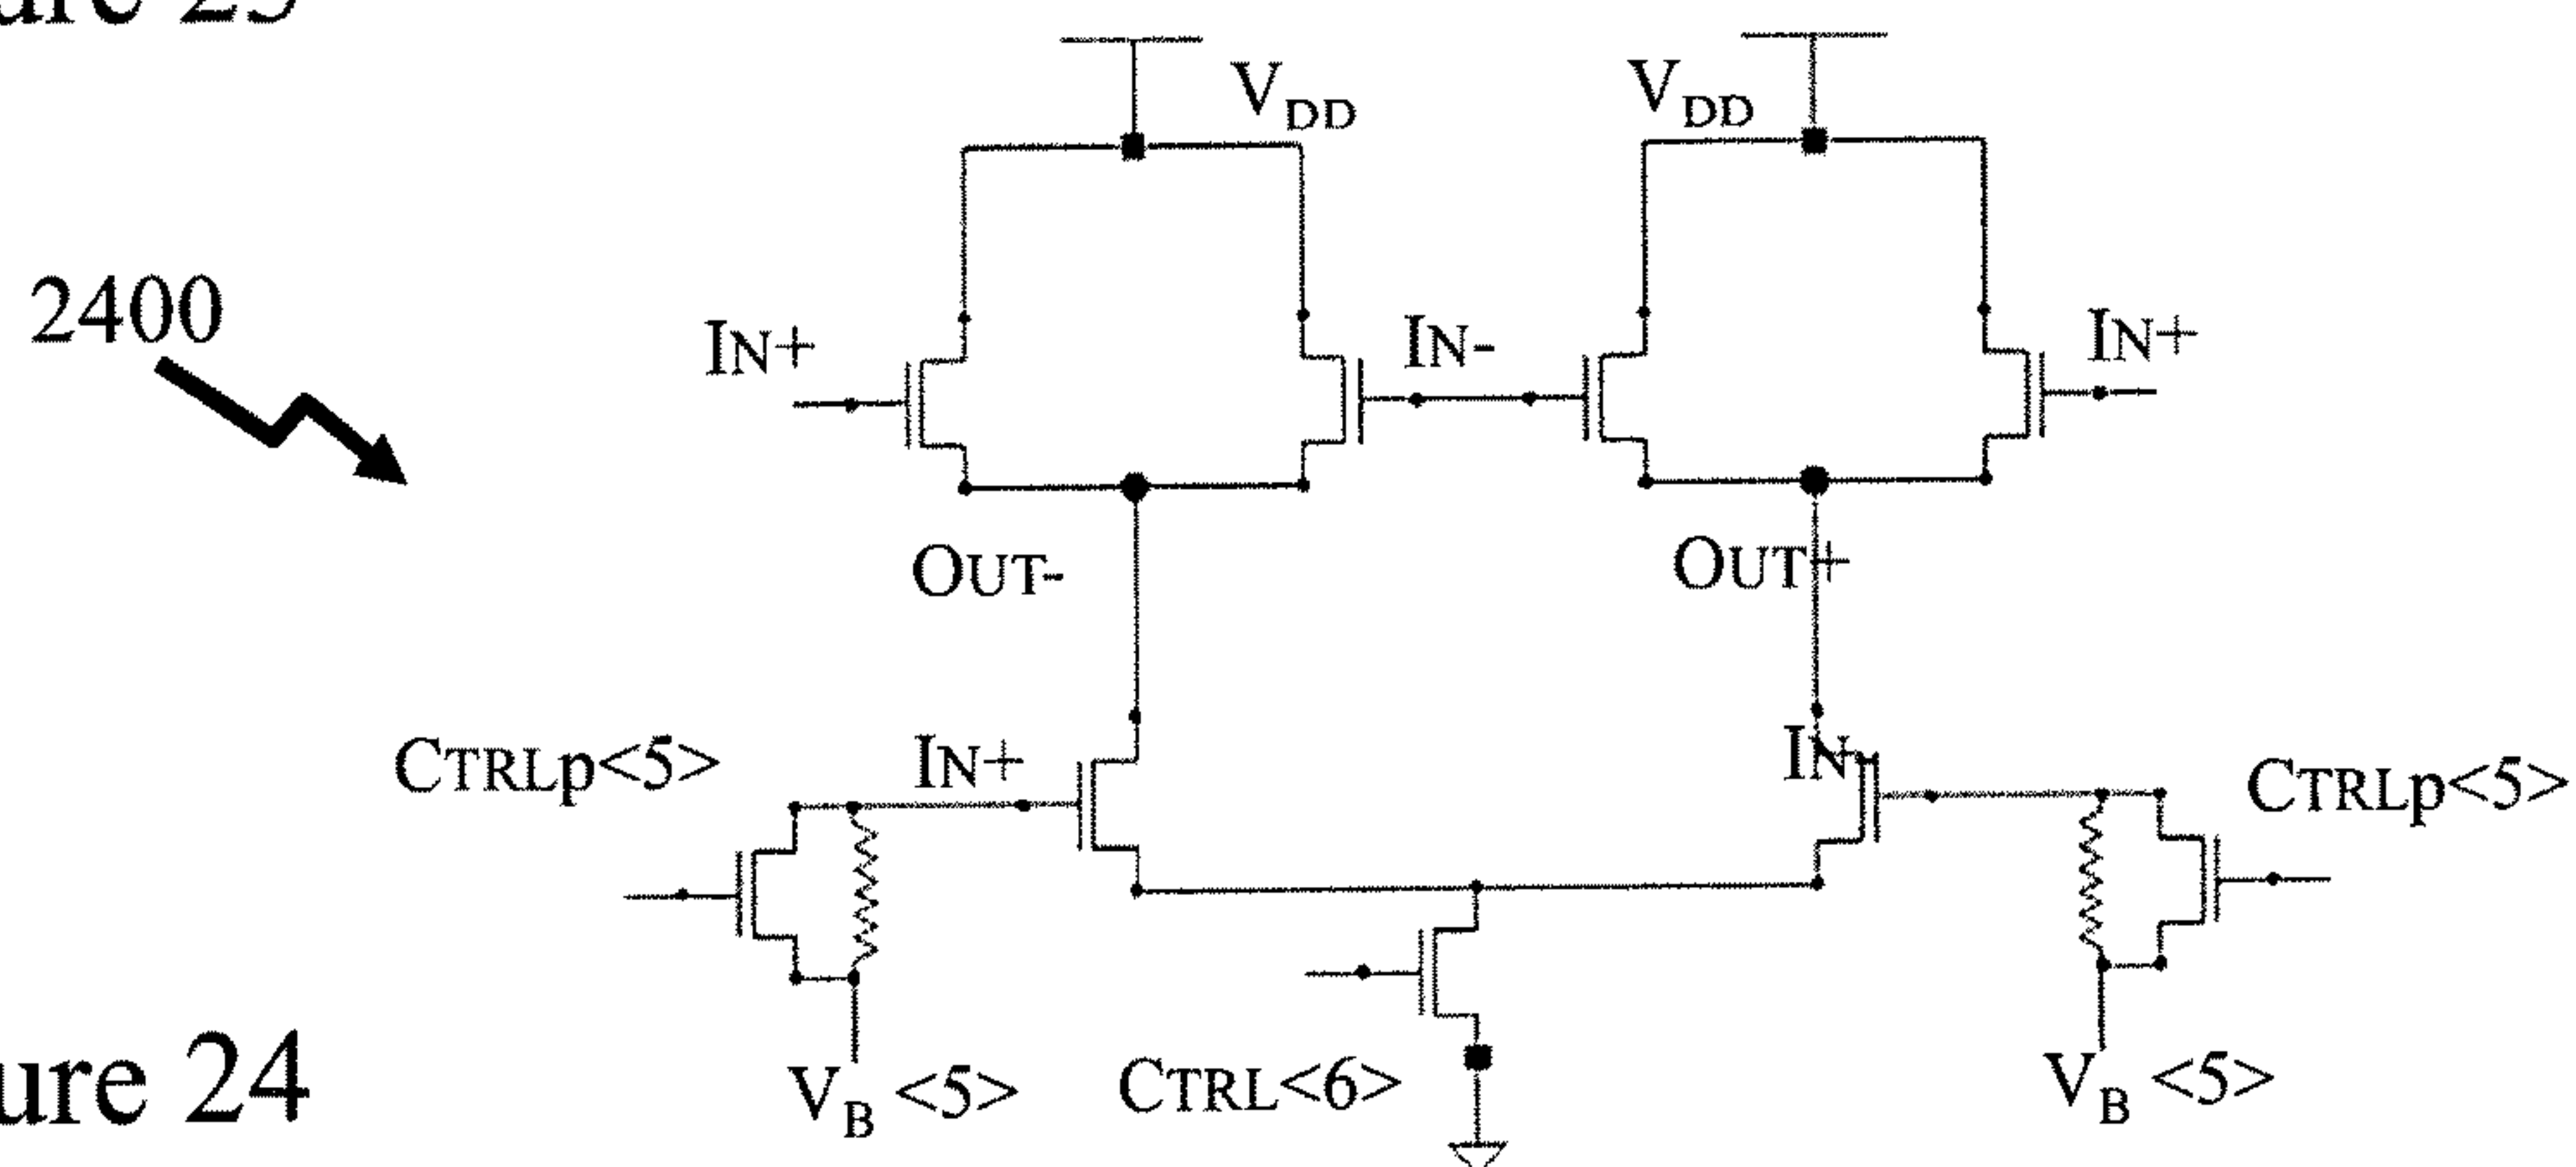 ure 23
VDD
VDD
2400
IN+
IN-
IN+
OUT-
OUT+
CTRLp<5>
IN+
IN
CTRLp<5>
VB <5>
CTRL<6>
VB <5>
ure 24